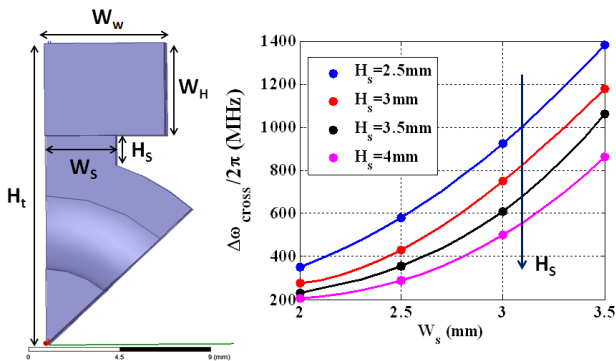 W_w
W_H
H_S
W_S
H_t
0
4.5
9 (mm)
Δω_cross/2π (MHz)
1400
1200
1000
800
600
400
200
H_s=2.5mm
H_s=3mm
H_s=3.5mm
H_s=4mm
H_S
2
2.5
3
3.5
W_s (mm)